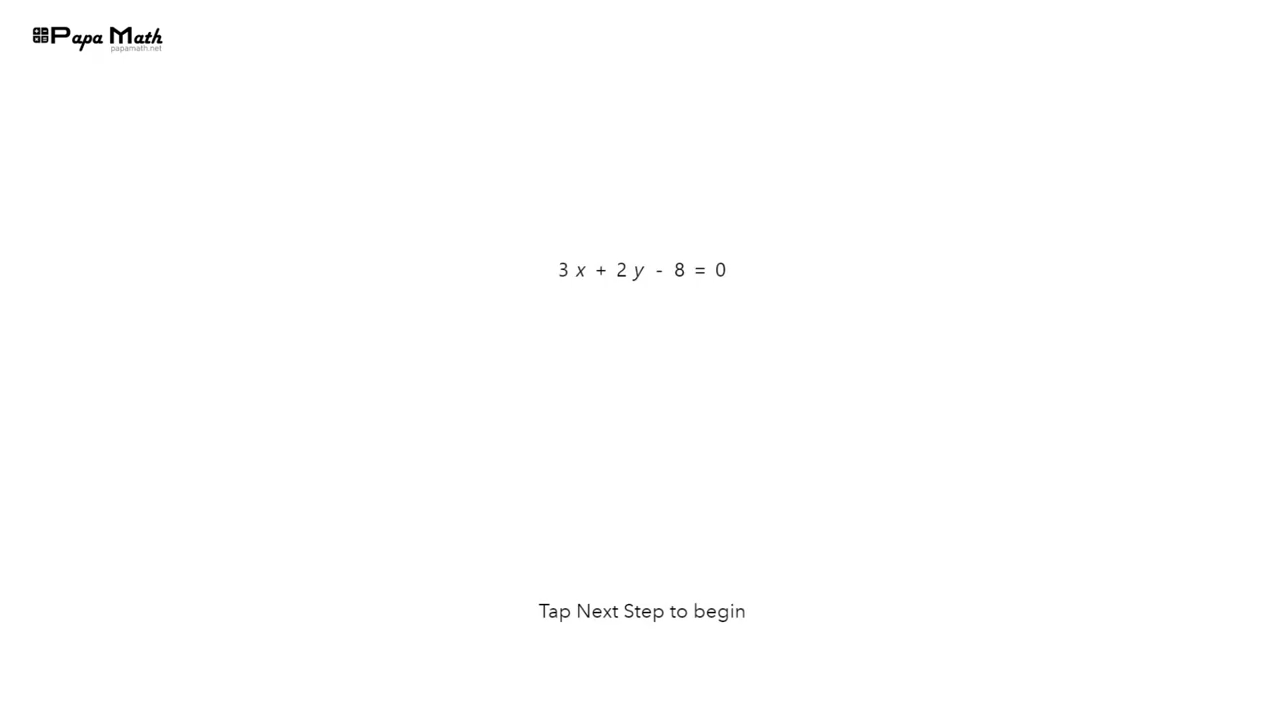 Papa Math
papamath.net
3 x + 2 y - 8 = 0
Tap Next Step to begin